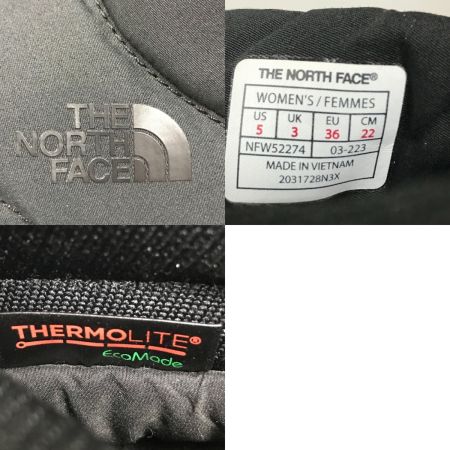 THE
NORTH
FACE
THE NORTH FACE®
WOMEN'S / FEMMES
US UK EU CM
5 3 36 22
NFW52274 03-223
MADE IN VIETNAM
2031728N3X
THERMOLITE®
EcoMade